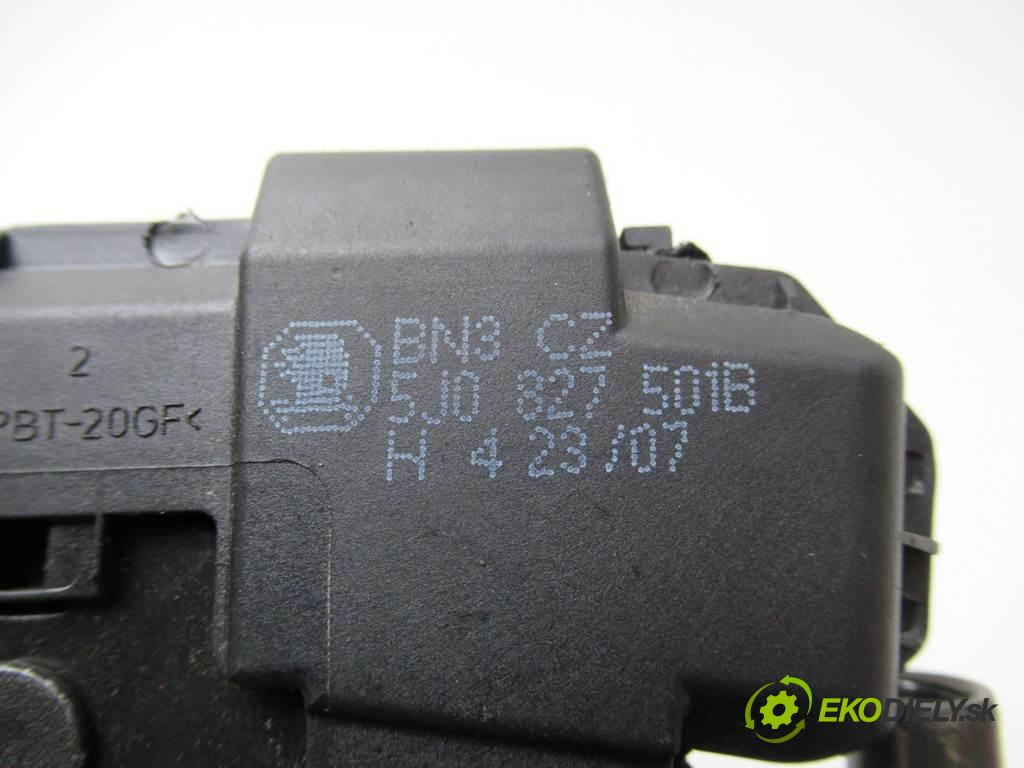 BN3 CZ
5J0 827 501B
H 4 23/07
2
PBT-20GF<
EKODIELY.sk